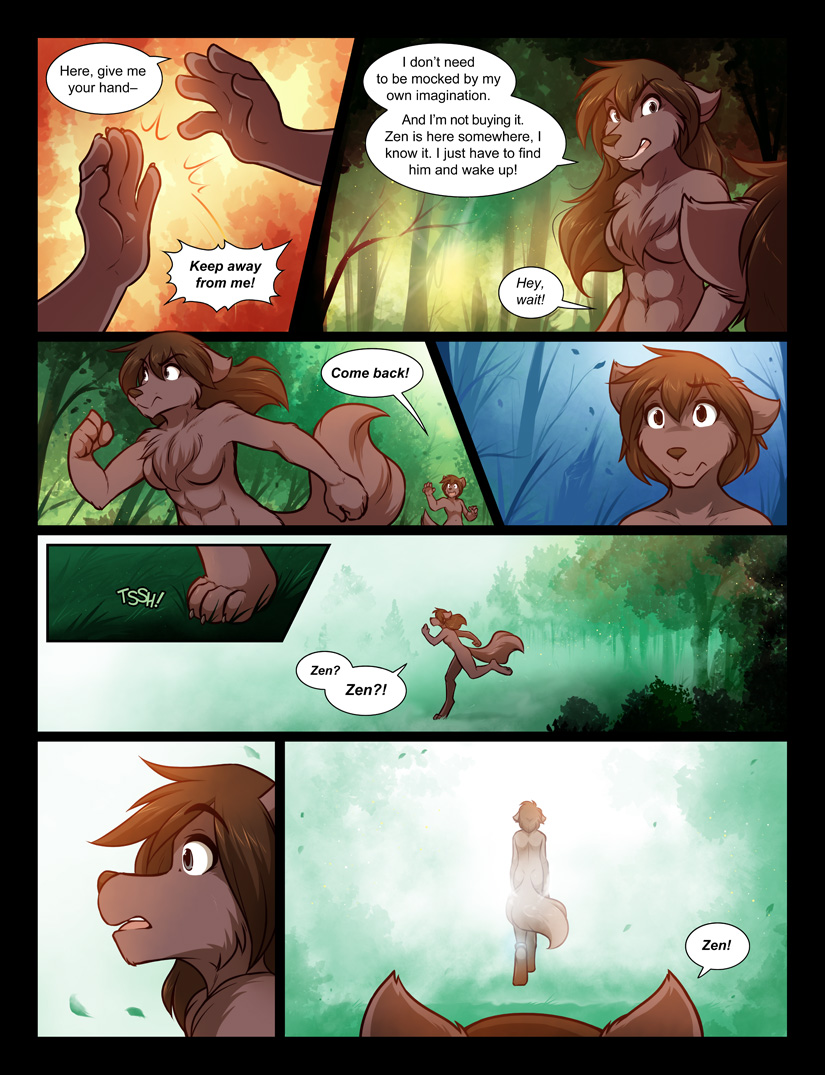 Here, give me
your hand–
Keep away
from me!
I don't need
to be mocked by my
own imagination.
And I'm not buying it.
Zen is here somewhere, I
know it. I just have to find
him and wake up!
Hey,
wait!
Come back!
TSSH!
Zen?
Zen?!
Zen!